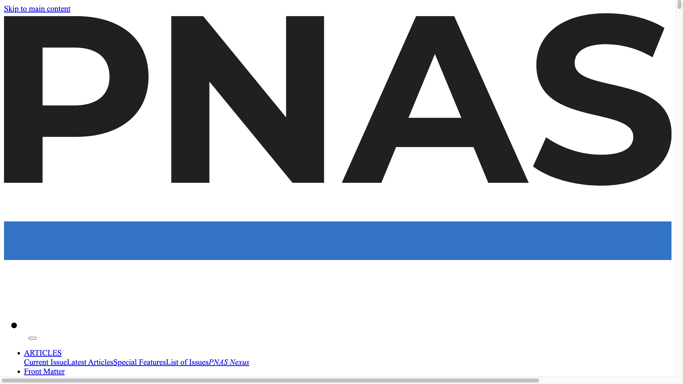 Skip to main content
PNAS
ARTICLES
Current IssueLatest ArticlesSpecial FeaturesList of IssuesPNAS Nexus
Front Matter